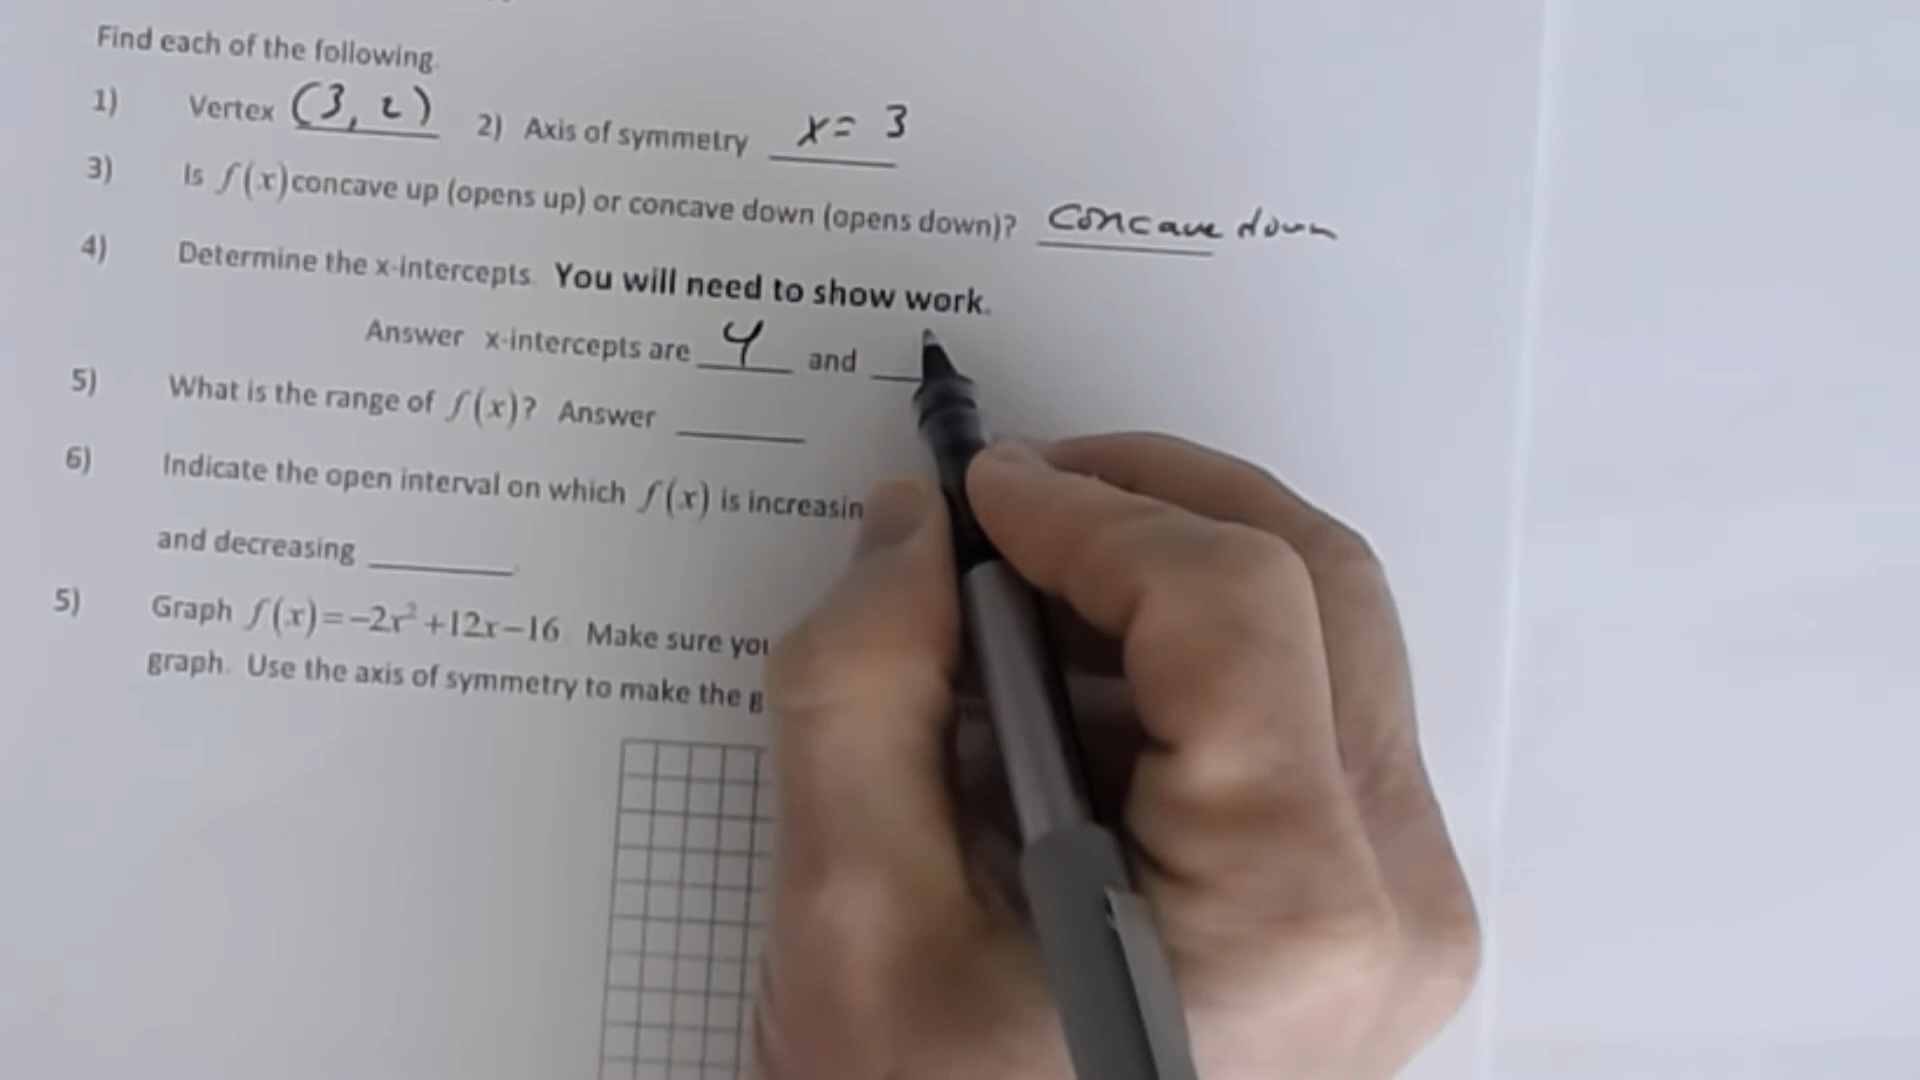 Find each of the following.
1) Vertex (3, 2) 2) Axis of symmetry x = 3
3) Is f(x) concave up (opens up) or concave down (opens down)? Concave down
4) Determine the x-intercepts. You will need to show work.
Answer x-intercepts are 4 and
5) What is the range of f(x)? Answer
6) Indicate the open interval on which f(x) is increasin
and decreasing
5) Graph f(x)=−2x²+12x−16 Make sure you
graph. Use the axis of symmetry to make the g